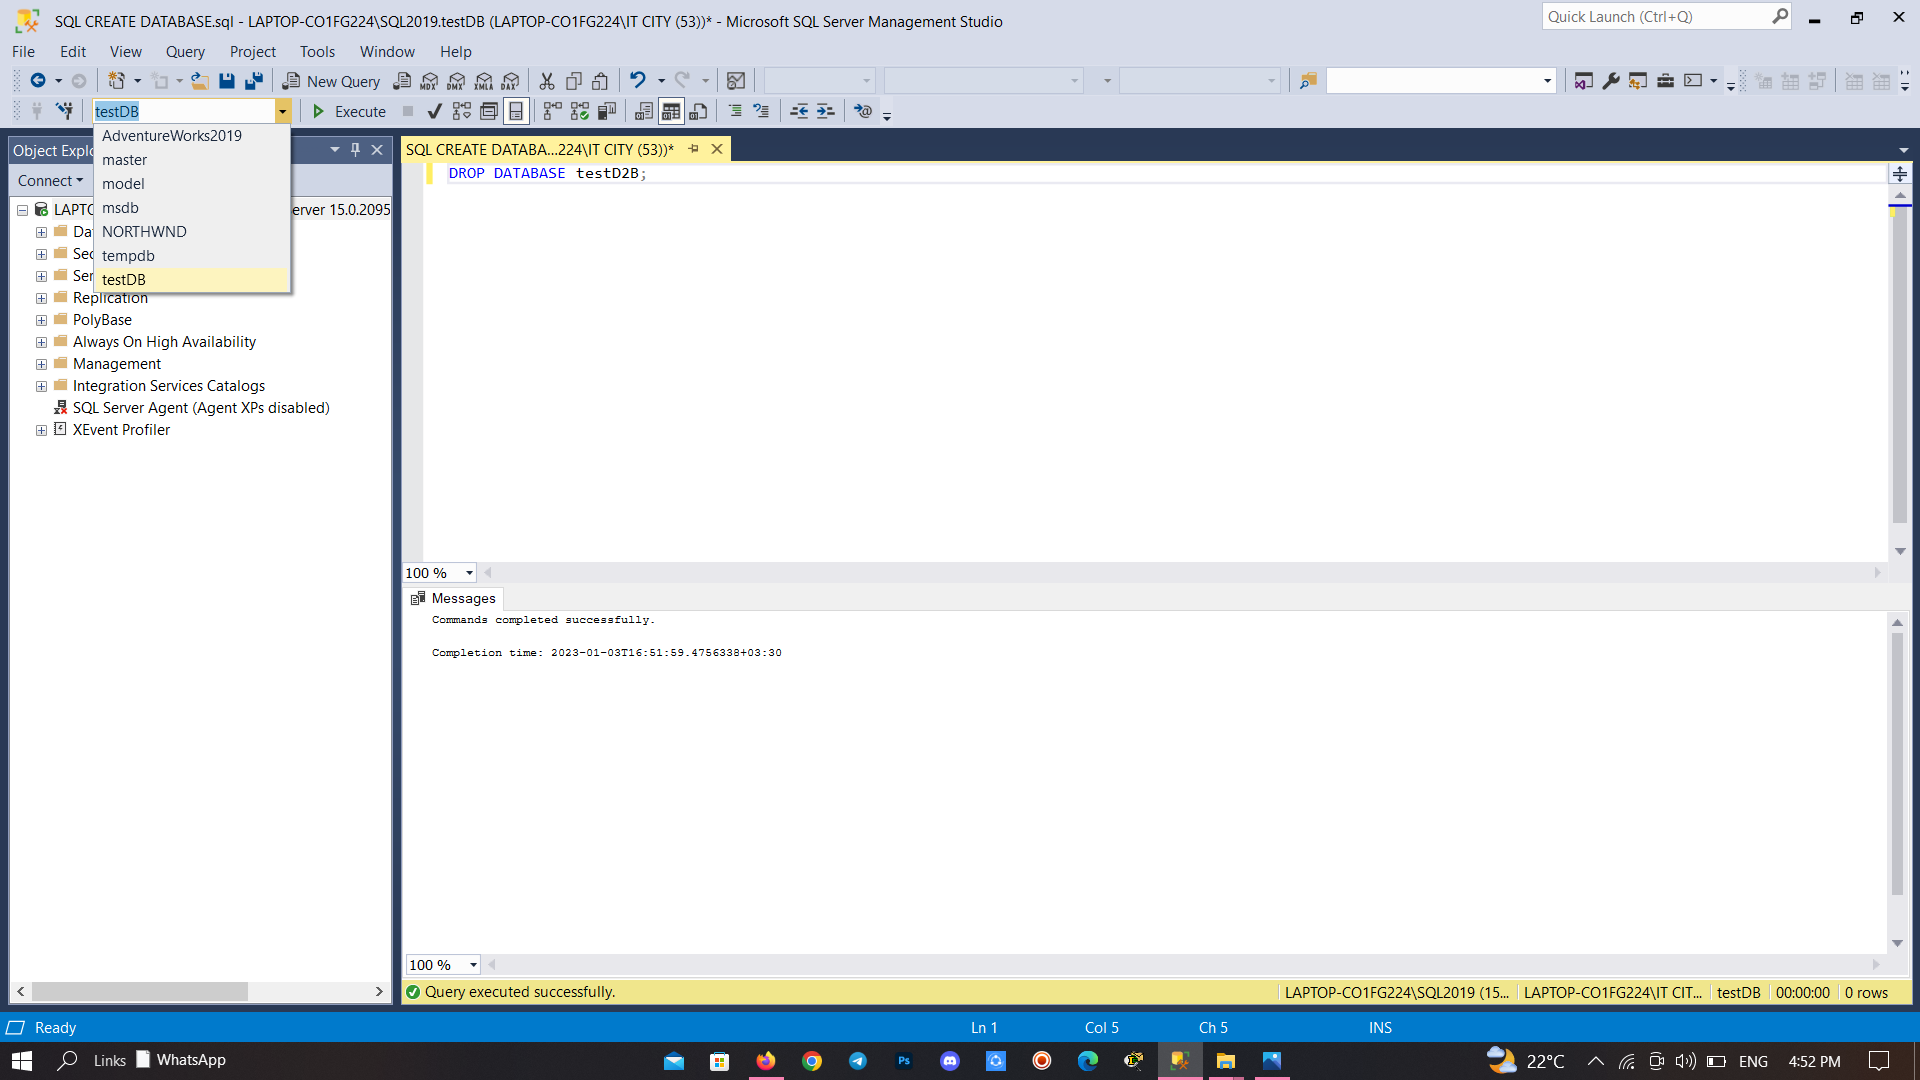 SQL CREATE DATABASE.sql - LAPTOP-CO1FG224\SQL2019.testDB (LAPTOP-CO1FG224\IT CITY (53))* - Microsoft SQL Server Management Studio
Quick Launch (Ctrl+Q)
File Edit View Query Project Tools Window Help
New Query MDX DMX XMLA DAX
testDB Execute
AdventureWorks2019
master
model
msdb
NORTHWND
tempdb
testDB
Object Explo
Connect
LAPTO erver 15.0.2095
Da
Sec
Ser
Replication
PolyBase
Always On High Availability
Management
Integration Services Catalogs
SQL Server Agent (Agent XPs disabled)
XEvent Profiler
SQL CREATE DATABA...224\IT CITY (53))*
DROP DATABASE testD2B;
100 %
Messages
Commands completed successfully.
Completion time: 2023-01-03T16:51:59.4756338+03:30
100 %
Query executed successfully. LAPTOP-CO1FG224\SQL2019 (15... LAPTOP-CO1FG224\IT CIT... testDB 00:00:00 0 rows
Ready Ln 1 Col 5 Ch 5 INS
Links WhatsApp Ps 22°C ENG 4:52 PM